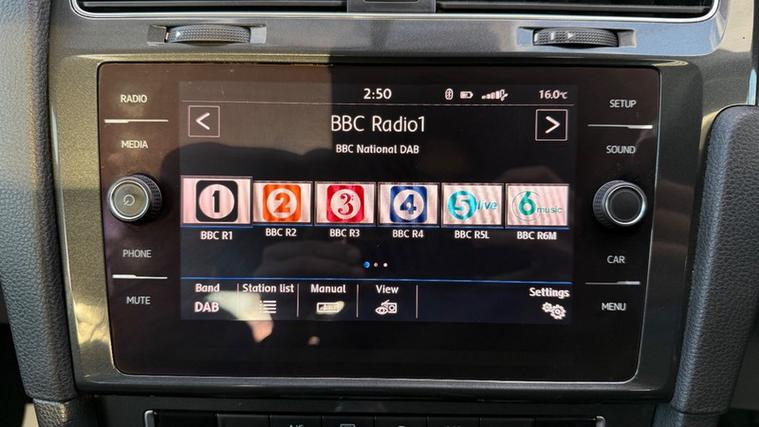 RADIO
MEDIA
PHONE
MUTE
2:50
16.0°C
BBC Radio1
BBC National DAB
1
2
3
4
5 live
6 music
BBC R1
BBC R2
BBC R3
BBC R4
BBC R5L
BBC R6M
Band
Station list
Manual
View
Settings
DAB
SETUP
SOUND
CAR
MENU